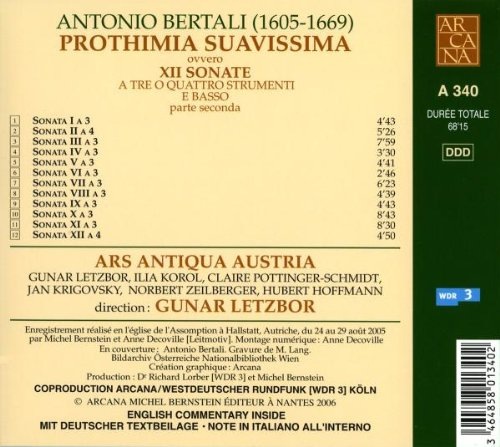 ANTONIO BERTALI (1605-1669)
PROTHIMIA SUAVISSIMA
ovvero
XII SONATE
A TRE O QUATTRO STRUMENTI
E BASSO
parte seconda
1 SONATA I A 3 4’43
2 SONATA II A 4 5’26
3 SONATA III A 3 7’59
4 SONATA IV A 3 3’30
5 SONATA V A 3 4’41
6 SONATA VI A 3 2’46
7 SONATA VII A 3 6’23
8 SONATA VIII A 3 4’39
9 SONATA IX A 3 4’43
10 SONATA X A 3 8’43
11 SONATA XI A 3 8’30
12 SONATA XII A 4 4’50
ARS ANTIQUA AUSTRIA
GUNAR LETZBOR, ILIA KOROL, CLAIRE POTTINGER-SCHMIDT,
JAN KRIGOVSKY, NORBERT ZEILBERGER, HUBERT HOFFMANN
direction : GUNAR LETZBOR
Enregistrement réalisé en l'église de l'Assomption à Hallstatt, Autriche, du 24 au 29 août 2005
par Michel Bernstein et Anne Decoville [Leitmotiv]. Montage numérique : Anne Decoville
En couverture : Antonio Bertali. Gravure de M. Lang.
Bildarchiv Österreische Nationalbibliothek Wien
Création graphique : Arcana
Production : Dr Richard Lorber [WDR 3] et Michel Bernstein
COPRODUCTION ARCANA/WESTDEUTSCHER RUNDFUNK [WDR 3] KÖLN
© ARCANA MICHEL BERNSTEIN ÉDITEUR À NANTES 2006
ENGLISH COMMENTARY INSIDE
MIT DEUTSCHER TEXTBEILAGE • NOTE IN ITALIANO ALL'INTERNO
ARCANA
A 340
DURÉE TOTALE
68'15
DDD
WDR 3
3 464858 013402